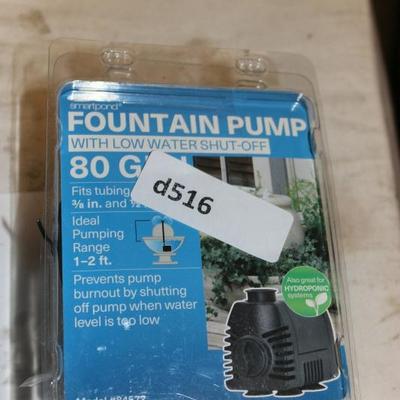 smartpond
FOUNTAIN PUMP
WITH LOW WATER SHUT-OFF
80 G
d516
Fits tubing
3/8 in. and ½
Ideal
Pumping
Range
1–2 ft.
Prevents pump
burnout by shutting
off pump when water
level is too low
Also great for
HYDROPONIC
systems